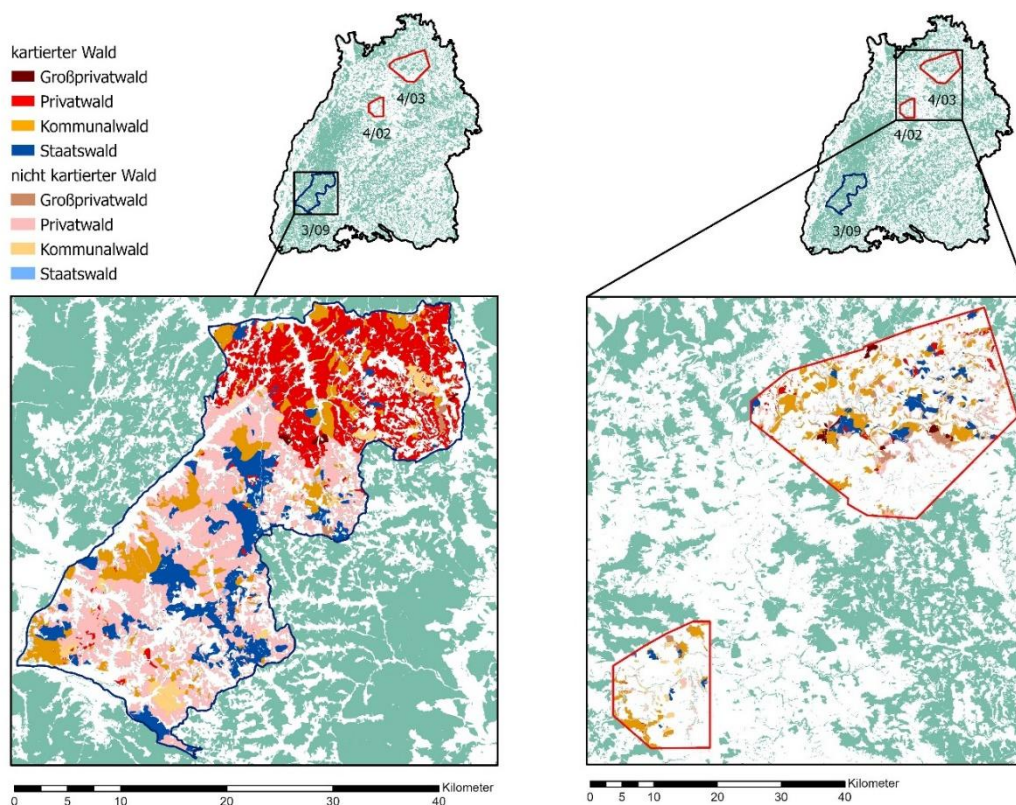 kartierter Wald
Großprivatwald
Privatwald
Kommunalwald
Staatswald
nicht kartierter Wald
Großprivatwald
Privatwald
Kommunalwald
Staatswald
4/03
4/02
3/09
4/03
4/02
3/09
Kilometer
0 5 10 20 30 40
Kilometer
0 5 10 20 30 40